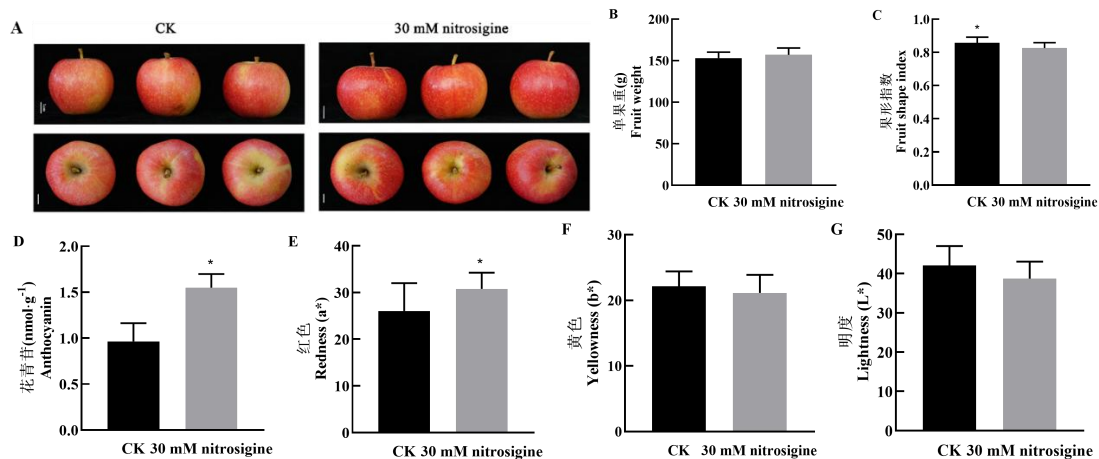 A
CK
30 mM nitrosigine
B
200
150
100
50
0
单果重(g)
Fruit weight
CK 30 mM nitrosigine
C
1.0
0.8
0.6
0.4
0.2
0.0
果形指数
Fruit shape index
*
CK 30 mM nitrosigine
D
2.0
1.5
1.0
0.5
0.0
花青苷(nmol·g⁻¹)
Anthocyanin
*
CK 30 mM nitrosigine
E
40
30
20
10
0
红色
Redness (a*)
*
CK 30 mM nitrosigine
F
30
20
10
0
黄色
Yellowness (b*)
CK 30 mM nitrosigine
G
50
40
30
20
10
0
明度
Lightness (L*)
CK 30 mM nitrosigine